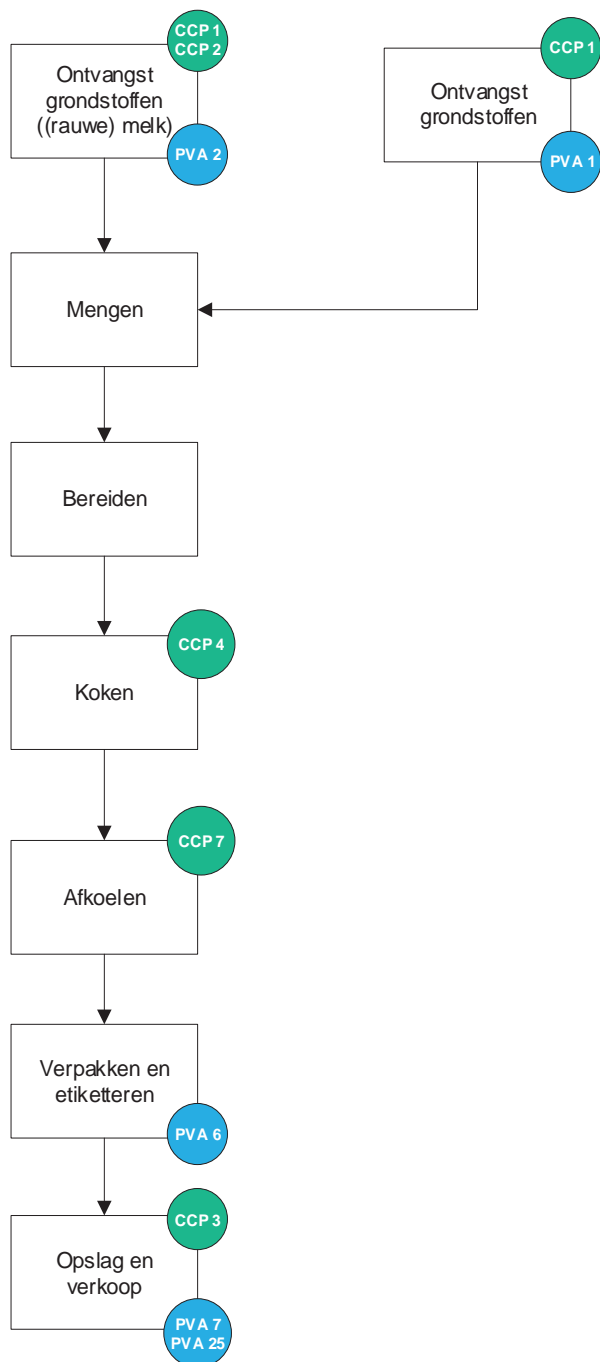 CCP 1
CCP 2
Ontvangst
grondstoffen
((rauwe) melk)
PVA 2
CCP 1
Ontvangst
grondstoffen
PVA 1
Mengen
Bereiden
CCP 4
Koken
CCP 7
Afkoelen
Verpakken en
etiketteren
PVA 6
CCP 3
Opslag en
verkoop
PVA 7
PVA 25